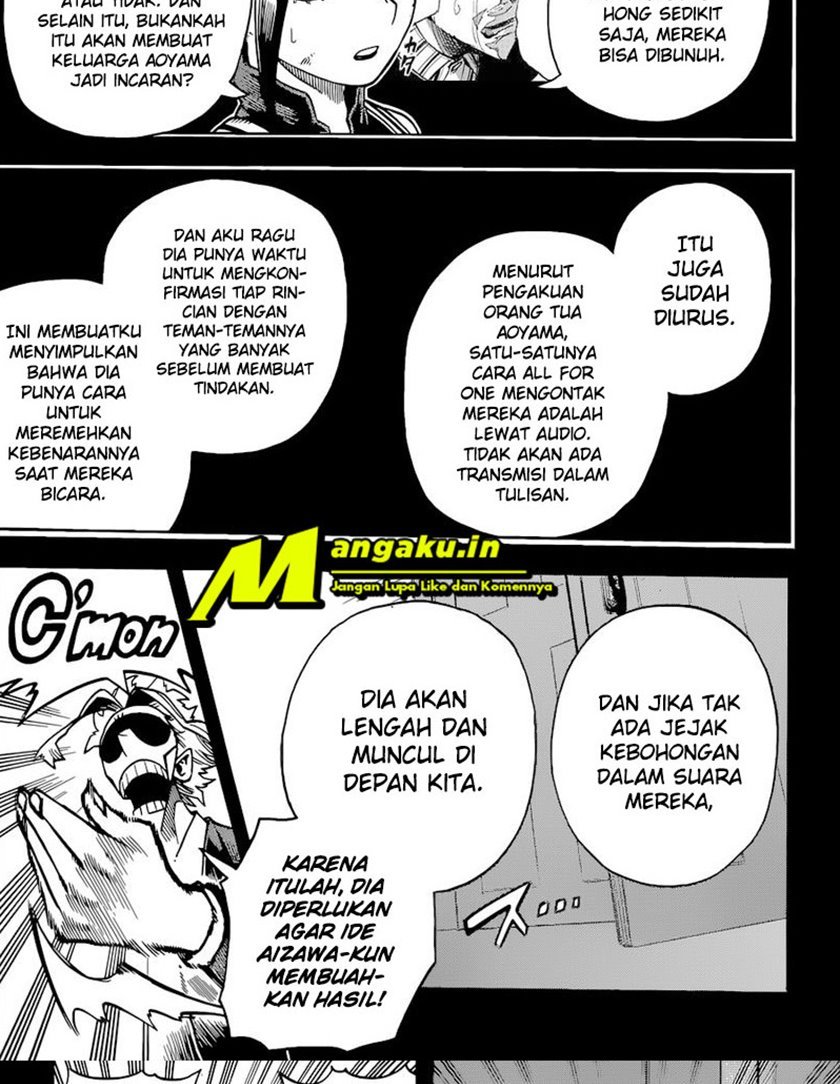 HONG SEDIKIT
SAJA, MEREKA
BISA DIBUNUH.
ATAU TIDAK. DAN
SELAIN ITU, BUKANKAH
ITU AKAN MEMBUAT
KELUARGA AOYAMA
JADI INCARAN?
ITU
JUGA
SUDAH
DIURUS.
MENURUT
PENGAKUAN
ORANG TUA
AOYAMA,
SATU-SATUNYA
CARA ALL FOR
ONE MENGONTAK
MEREKA ADALAH
LEWAT AUDIO.
TIDAK AKAN ADA
TRANSMISI DALAM
TULISAN.
DAN AKU RAGU
DIA PUNYA WAKTU
UNTUK MENGKON-
FIRMASI TIAP RIN-
CIAN DENGAN
TEMAN-TEMANNYA
YANG BANYAK
SEBELUM MEMBUAT
TINDAKAN.
INI MEMBUATKU
MENYIMPULKAN
BAHWA DIA
PUNYA CARA
UNTUK
MEREMEHKAN
KEBENARANNYA
SAAT MEREKA
BICARA.
Mangaku.in
Jangan Lupa Like dan Komennya
DAN JIKA TAK
ADA JEJAK
KEBOHONGAN
DALAM SUARA
MEREKA,
DIA AKAN
LENGAH DAN
MUNCUL DI
DEPAN KITA.
C'mon
KARENA
ITULAH, DIA
DIPERLUKAN
AGAR IDE
AIZAWA-KUN
MEMBUAH-
KAN HASIL!